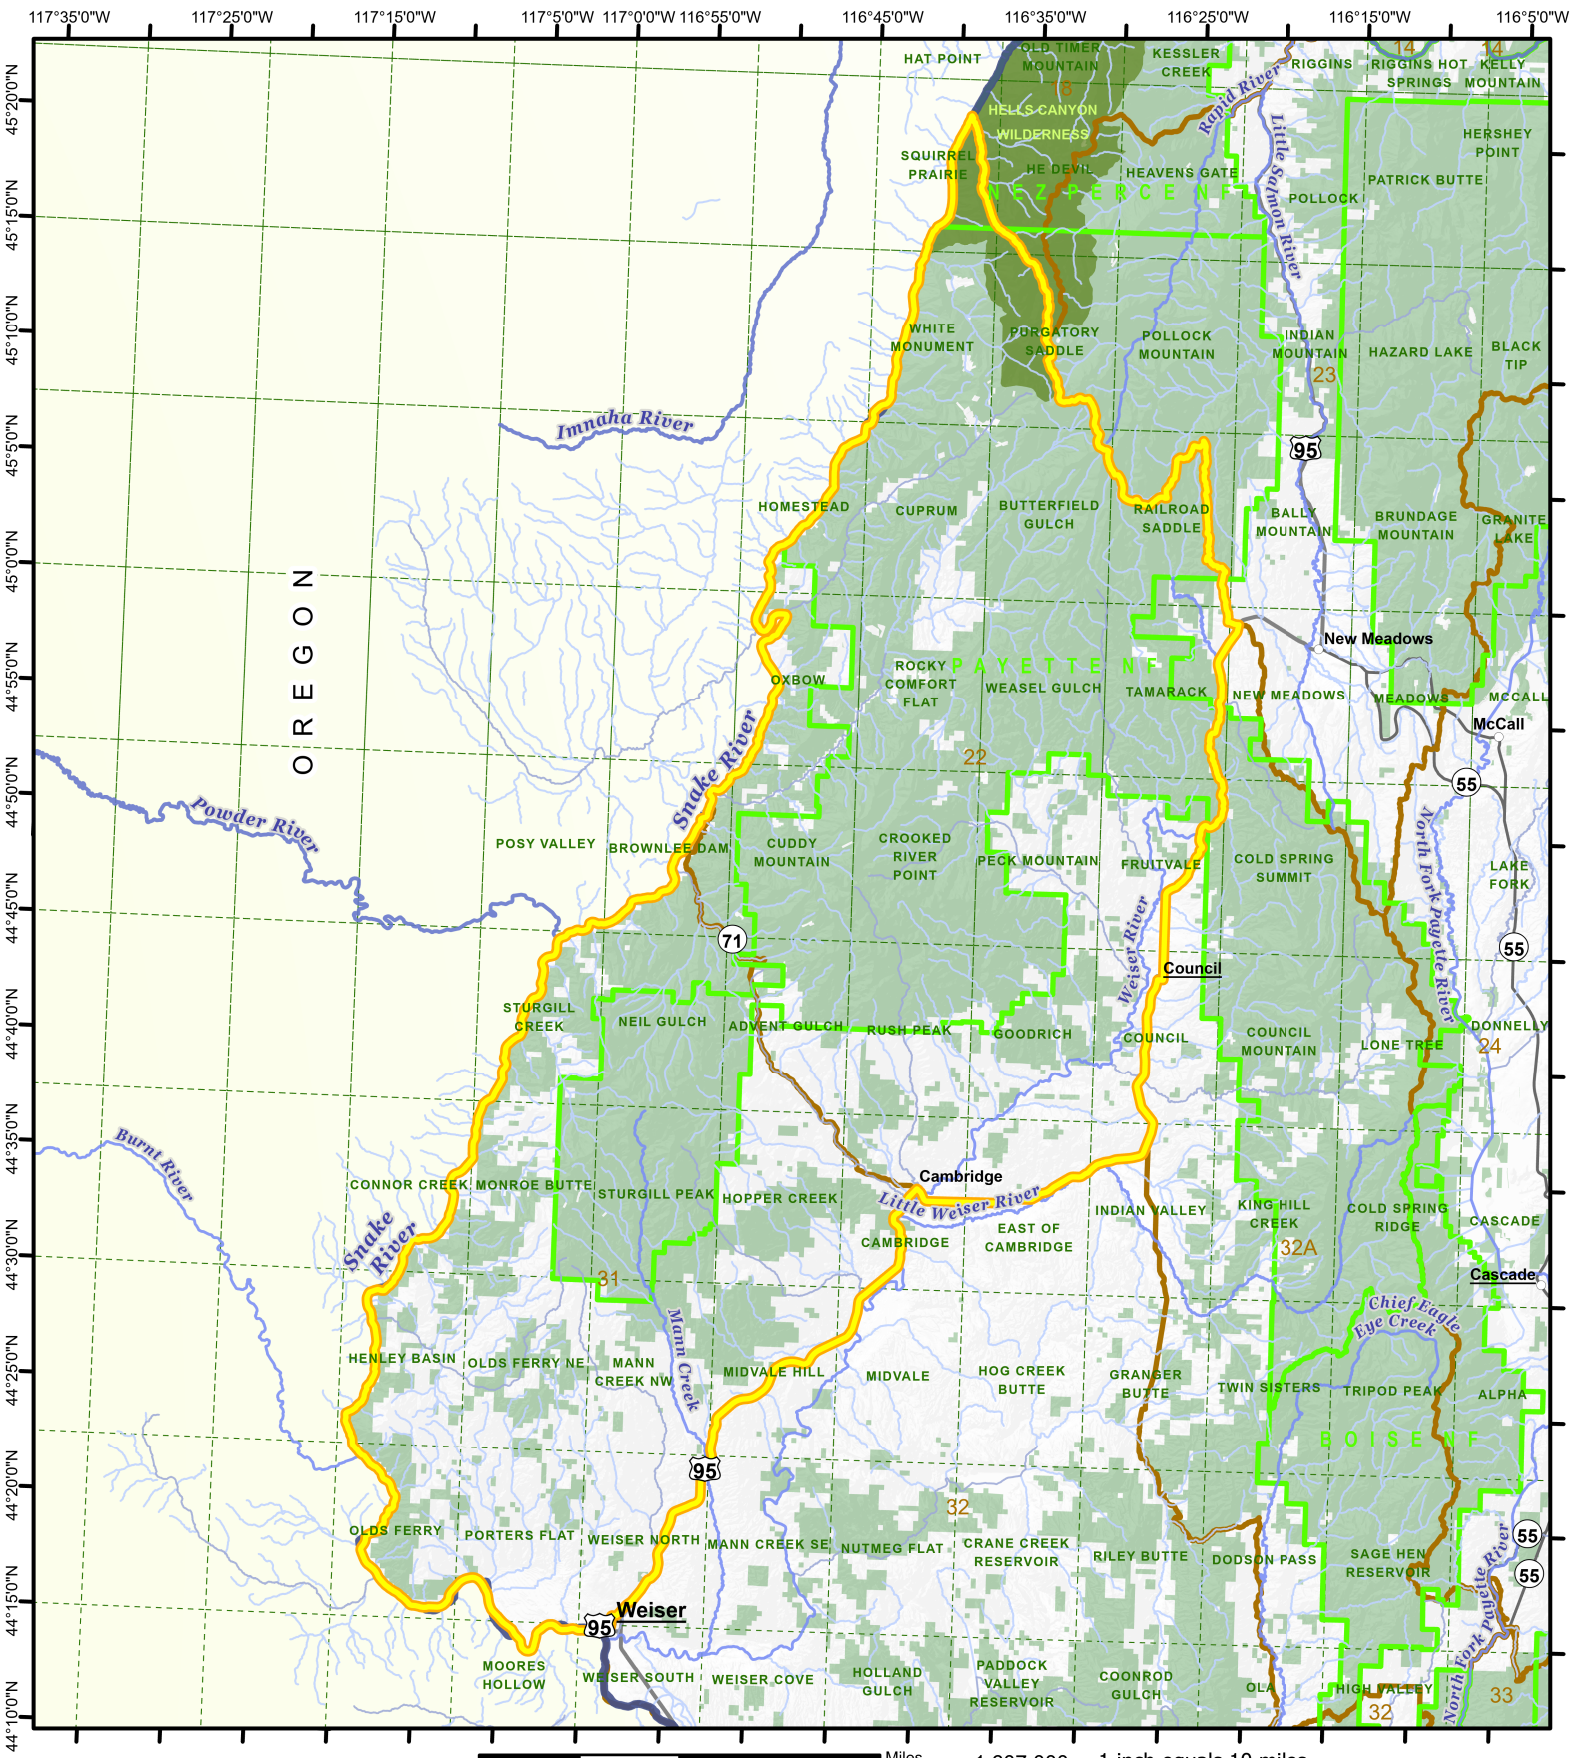 117°35'0"W 117°25'0"W 117°15'0"W 117°5'0"W 117°0'0"W 116°55'0"W 116°45'0"W 116°35'0"W 116°25'0"W 116°15'0"W 116°5'0"W
45°20'0"N
45°15'0"N
45°10'0"N
45°5'0"N
45°0'0"N
44°55'0"N
44°50'0"N
44°45'0"N
44°40'0"N
44°35'0"N
44°30'0"N
44°25'0"N
44°20'0"N
44°15'0"N
44°10'0"N
HAT POINT
OLD TIMER
MOUNTAIN
KESSLER
CREEK
RIGGINS
14
14
RIGGINS HOT
SPRINGS
KELLY
MOUNTAIN
18
HELLS CANYON
WILDERNESS
Rapid River
Little Salmon River
HERSHEY
POINT
SQUIRREL
PRAIRIE
HE DEVIL
HEAVENS GATE
PATRICK BUTTE
NEZ PERCE NF
POLLOCK
WHITE
MONUMENT
PURGATORY
SADDLE
POLLOCK
MOUNTAIN
INDIAN
MOUNTAIN
HAZARD LAKE
BLACK
TIP
23
Imnaha River
95
HOMESTEAD
CUPRUM
BUTTERFIELD
GULCH
RAILROAD
SADDLE
BALLY
MOUNTAIN
BRUNDAGE
MOUNTAIN
GRANITE
LAKE
OREGON
New Meadows
OXBOW
ROCKY
COMFORT
FLAT
PAYETTE NF
WEASEL GULCH
TAMARACK
NEW MEADOWS
MEADOWS
MCCALL
McCall
Snake River
22
55
Powder River
POSY VALLEY
BROWNLEE DAM
CUDDY
MOUNTAIN
CROOKED
RIVER
POINT
PECK MOUNTAIN
FRUITVALE
COLD SPRING
SUMMIT
North Fork Payette River
LAKE
FORK
71
Weiser River
55
Council
STURGILL
CREEK
NEIL GULCH
ADVENT GULCH
RUSH PEAK
GOODRICH
COUNCIL
COUNCIL
MOUNTAIN
LONE TREE
DONNELLY
24
Burnt River
Cambridge
CONNOR CREEK
MONROE BUTTE
STURGILL PEAK
HOPPER CREEK
Little Weiser River
INDIAN VALLEY
KING HILL
CREEK
COLD SPRING
RIDGE
CASCADE
Snake
River
CAMBRIDGE
EAST OF
CAMBRIDGE
32A
31
Cascade
Chief Eagle
Eye Creek
Mann Creek
HENLEY BASIN
OLDS FERRY NE
MANN
CREEK NW
MIDVALE HILL
MIDVALE
HOG CREEK
BUTTE
GRANGER
BUTTE
TWIN SISTERS
TRIPOD PEAK
ALPHA
BOISE NF
95
32
OLDS FERRY
PORTERS FLAT
WEISER NORTH
MANN CREEK SE
NUTMEG FLAT
CRANE CREEK
RESERVOIR
RILEY BUTTE
DODSON PASS
SAGE HEN
RESERVOIR
55
55
North Fork Payette River
95
Weiser
MOORES
HOLLOW
WEISER SOUTH
WEISER COVE
HOLLAND
GULCH
PADDOCK
VALLEY
RESERVOIR
COONROD
GULCH
OLA
HIGH VALLEY
32
33
Miles